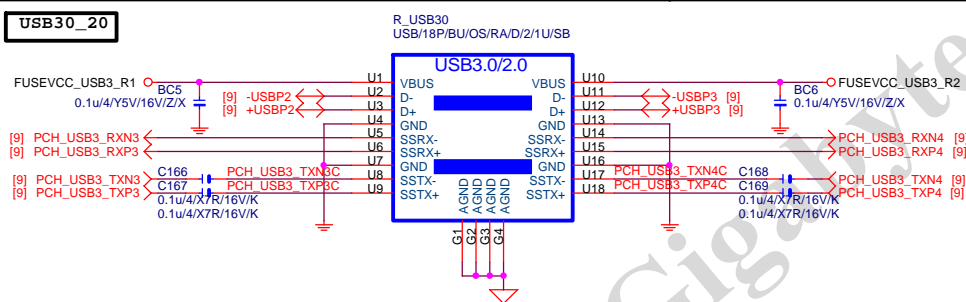 USB30_20
R_USB30
USB/18P/BU/OS/RA/D/2/1U/SB
USB3.0/2.0
FUSEVCC_USB3_R1
U1
VBUS
VBUS
U10
FUSEVCC_USB3_R2
BC5
0.1u/4/Y5V/16V/Z/X
BC6
0.1u/4/Y5V/16V/Z/X
[9] -USBP2
U2
D-
D-
U11
-USBP3 [9]
[9] +USBP2
U3
D+
D+
U12
+USBP3 [9]
U4
GND
GND
U13
[9] PCH_USB3_RXN3
U5
SSRX-
SSRX-
U14
PCH_USB3_RXN4 [9]
[9] PCH_USB3_RXP3
U6
SSRX+
SSRX+
U15
PCH_USB3_RXP4 [9]
U7
GND
GND
U16
[9] PCH_USB3_TXN3
C166
PCH_USB3_TXN3C
U8
SSTX-
SSTX-
U17
PCH_USB3_TXN4C
C168
PCH_USB3_TXN4 [9]
[9] PCH_USB3_TXP3
C167
PCH_USB3_TXP3C
U9
SSTX+
SSTX+
U18
PCH_USB3_TXP4C
C169
PCH_USB3_TXP4 [9]
0.1u/4/X7R/16V/K
0.1u/4/X7R/16V/K
0.1u/4/X7R/16V/K
0.1u/4/X7R/16V/K
AGND
AGND
AGND
AGND
G1
G2
G3
G4
Gigabyte